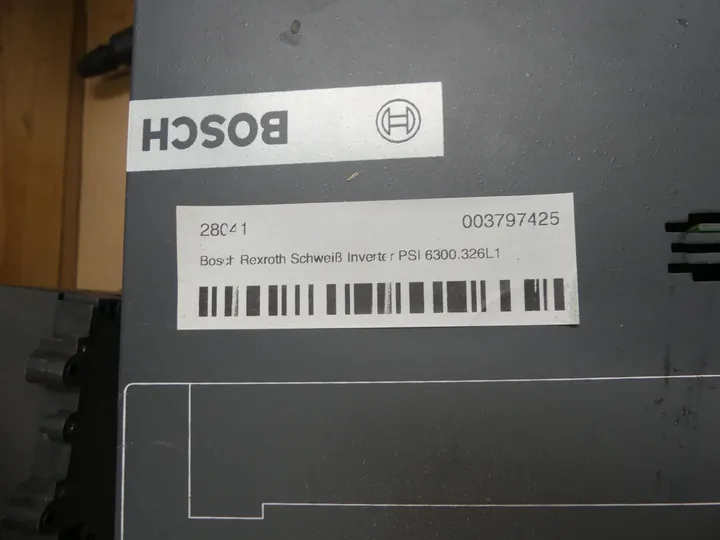 BOSCH
28041 003797425
Bosch Rexroth Schweiß Inverter PSI 6300.326L1